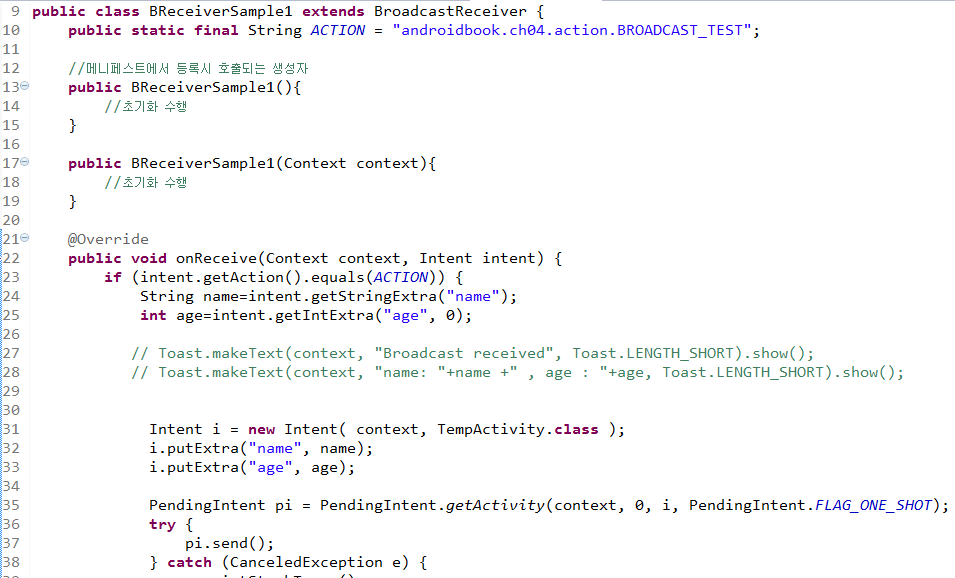 9 public class BReceiverSample1 extends BroadcastReceiver {
10 public static final String ACTION = "androidbook.ch04.action.BROADCAST_TEST";
11
12 //메니페스트에서 등록시 호출되는 생성자
13 public BReceiverSample1(){
14 //초기화 수행
15 }
16
17 public BReceiverSample1(Context context){
18 //초기화 수행
19 }
20
21 @Override
22 public void onReceive(Context context, Intent intent) {
23 if (intent.getAction().equals(ACTION)) {
24 String name=intent.getStringExtra("name");
25 int age=intent.getIntExtra("age", 0);
26
27 // Toast.makeText(context, "Broadcast received", Toast.LENGTH_SHORT).show();
28 // Toast.makeText(context, "name: "+name +" , age : "+age, Toast.LENGTH_SHORT).show();
29
30
31 Intent i = new Intent( context, TempActivity.class );
32 i.putExtra("name", name);
33 i.putExtra("age", age);
34
35 PendingIntent pi = PendingIntent.getActivity(context, 0, i, PendingIntent.FLAG_ONE_SHOT);
36 try {
37 pi.send();
38 } catch (CanceledException e) {